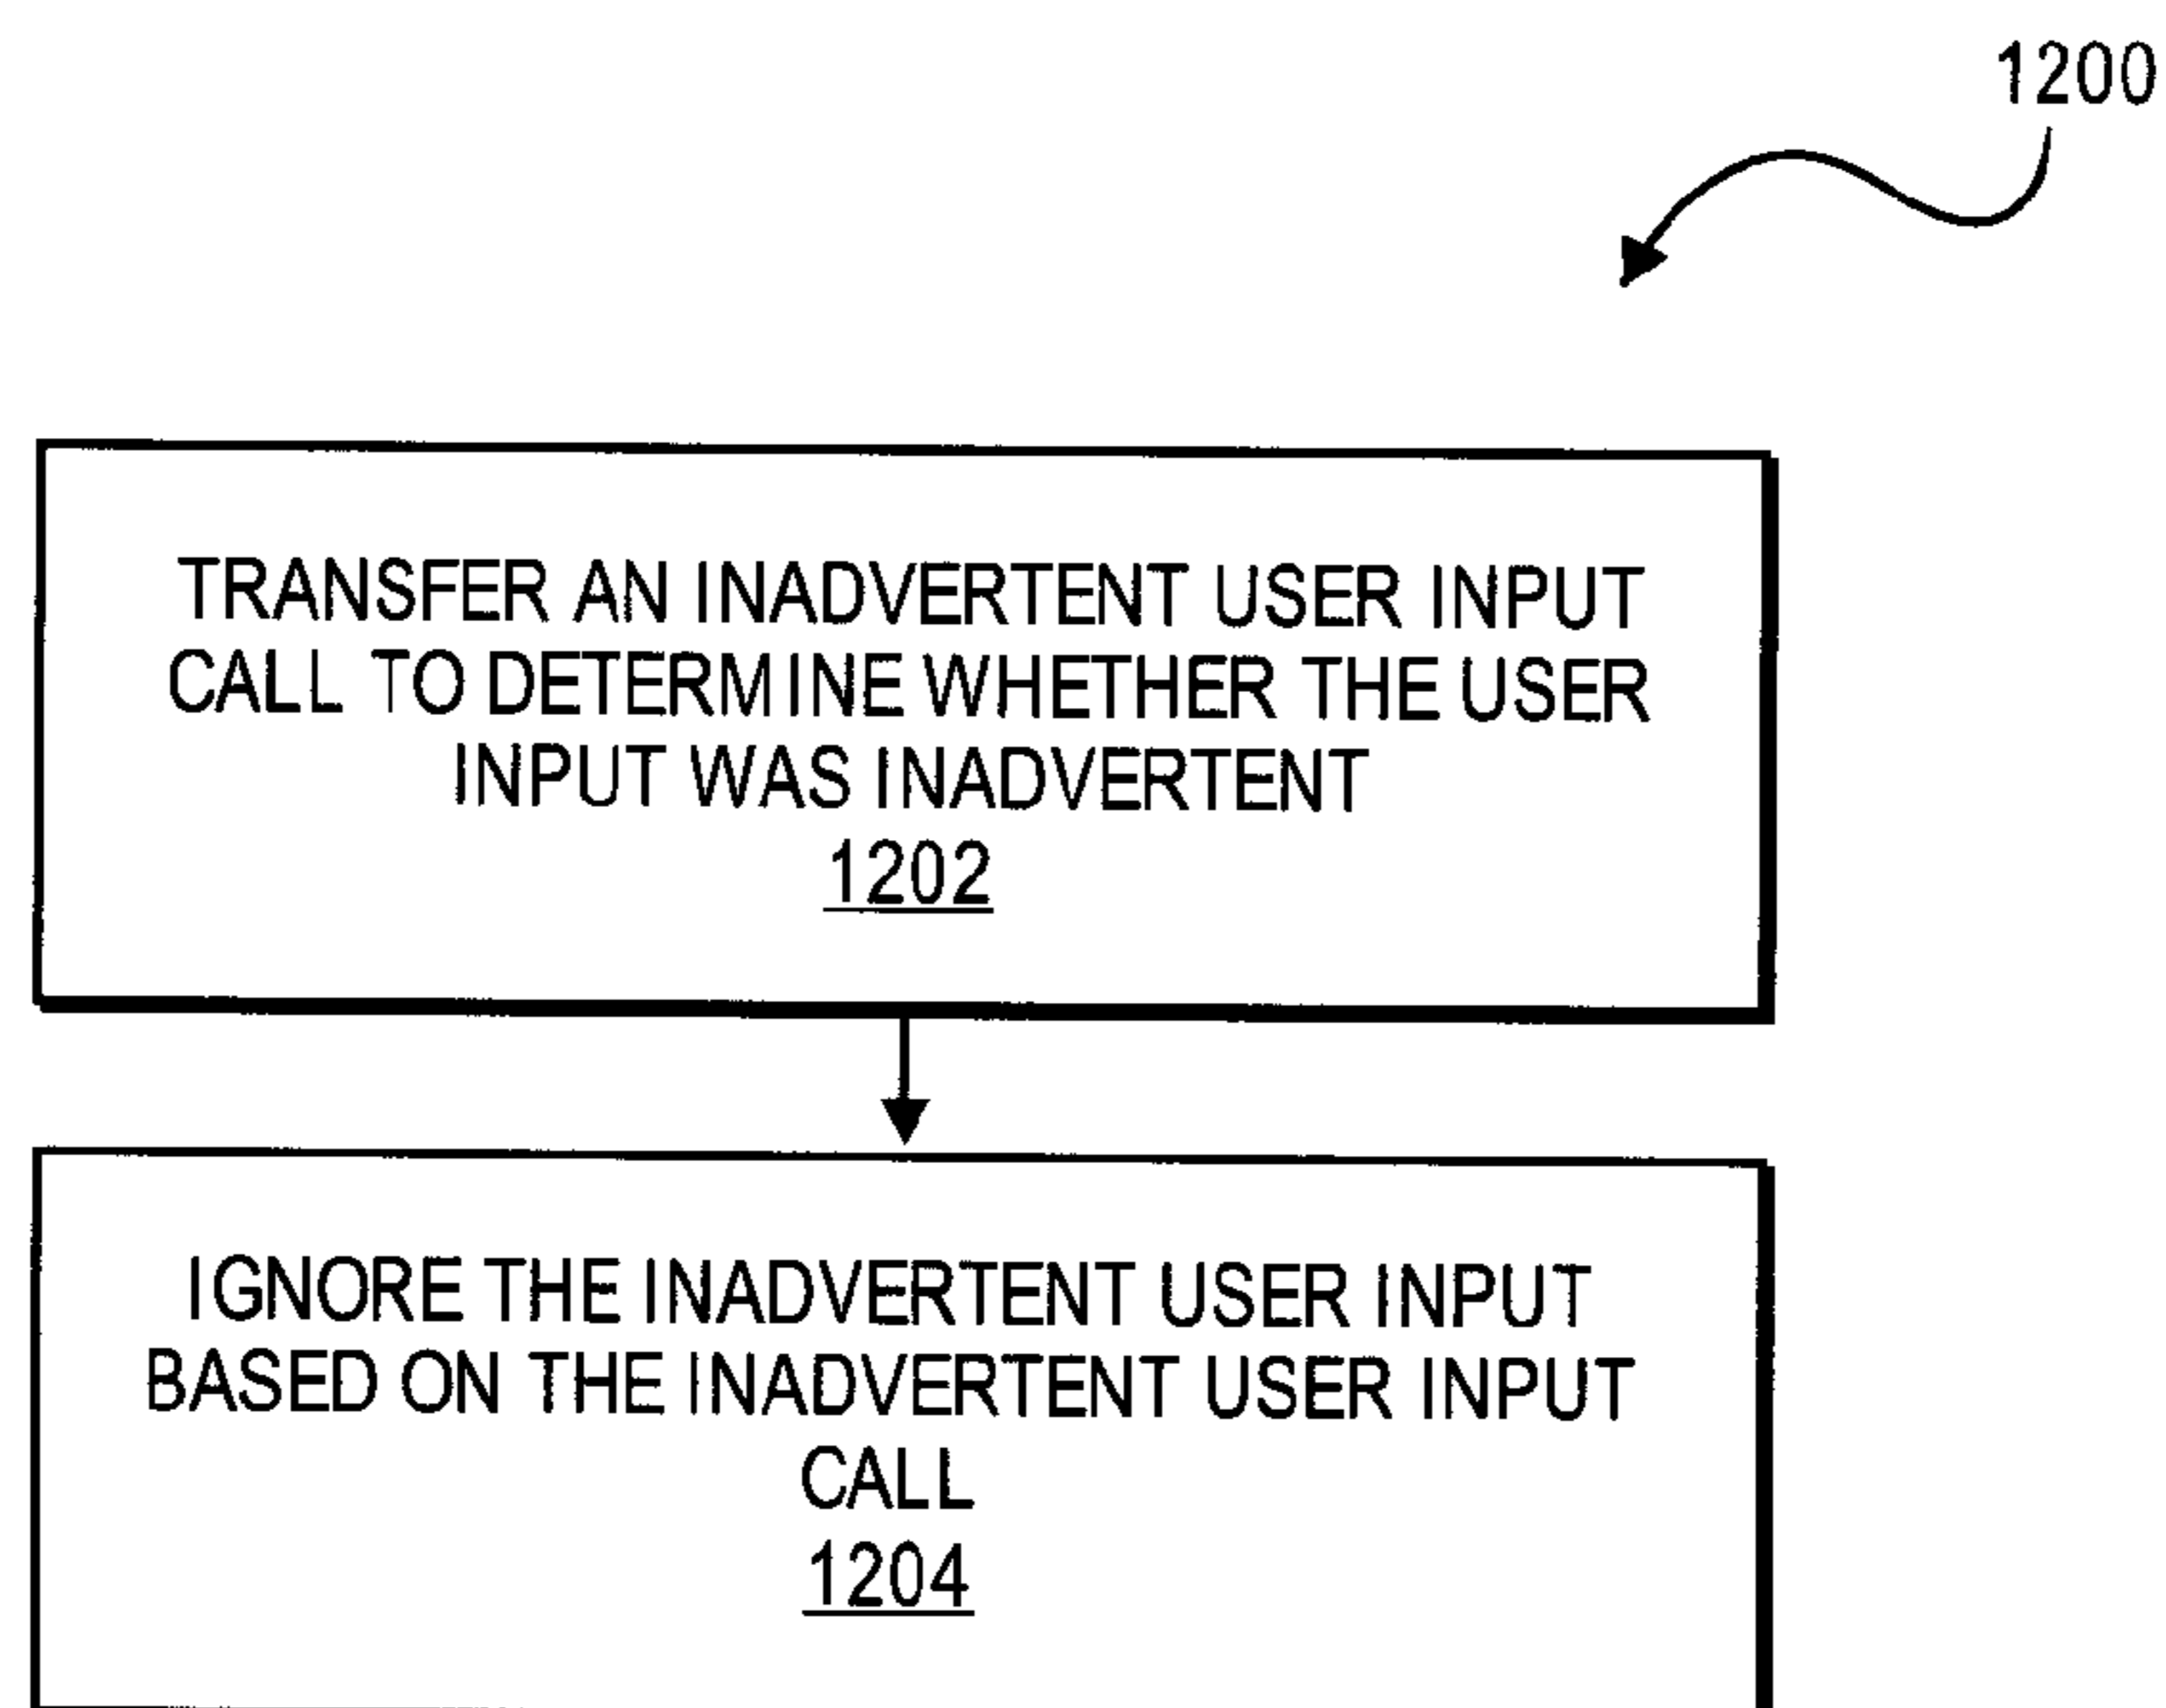 1200
TRANSFER AN INADVERTENT USER INPUT
CALL TO DETERMINE WHETHER THE USER
INPUT WAS INADVERTENT
1202
IGNORE THE INADVERTENT USER INPUT
BASED ON THE INADVERTENT USER INPUT
CALL
1204